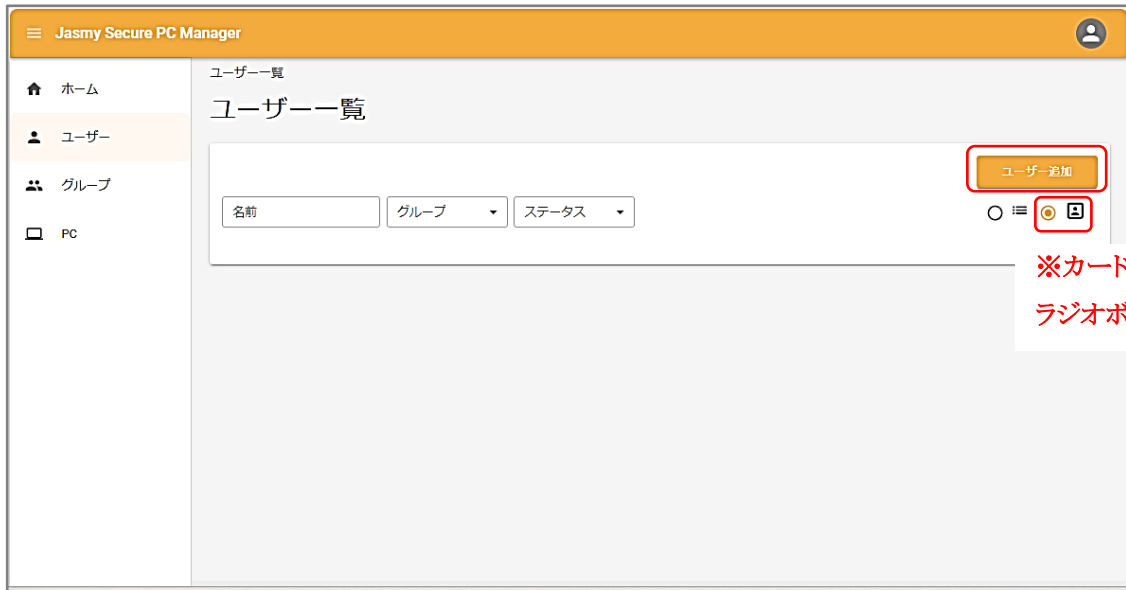 Jasmy Secure PC Manager
ホーム
ユーザー
グループ
PC
ユーザー一覧
ユーザー一覧
ユーザー追加
名前 グループ ステータス
※カード
ラジオボ